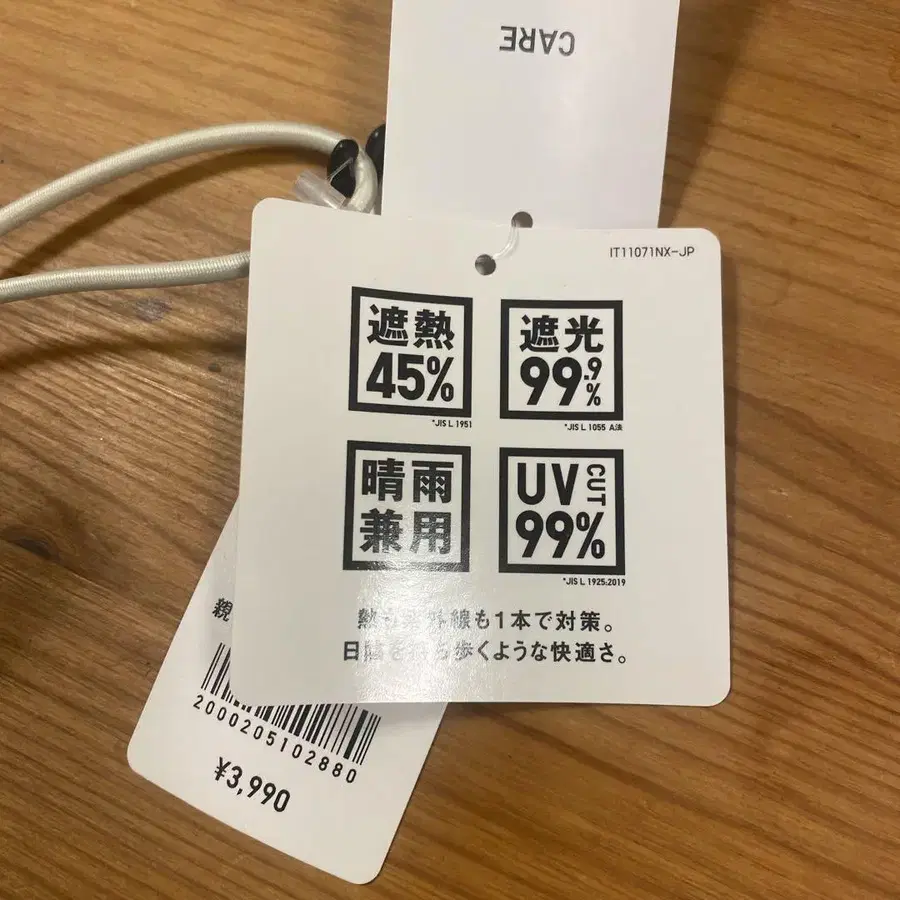 CARE
IT11071NX-JP
遮熱
45%
*JIS L 1951
遮光
99.9%
*JIS L 1055 A法
晴雨
兼用
UV CUT
99%
*JIS L 1925:2019
熱も紫外線も1本で対策。
日陰を持ち歩くような快適さ。
親
2000205102880
¥3,990